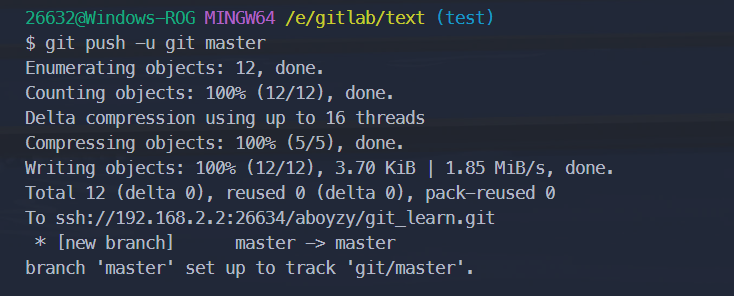 26632@Windows-ROG MINGW64 /e/gitlab/text (test)
$ git push -u git master
Enumerating objects: 12, done.
Counting objects: 100% (12/12), done.
Delta compression using up to 16 threads
Compressing objects: 100% (5/5), done.
Writing objects: 100% (12/12), 3.70 KiB | 1.85 MiB/s, done.
Total 12 (delta 0), reused 0 (delta 0), pack-reused 0
To ssh://192.168.2.2:26634/aboyzy/git_learn.git
 * [new branch]      master -> master
branch 'master' set up to track 'git/master'.